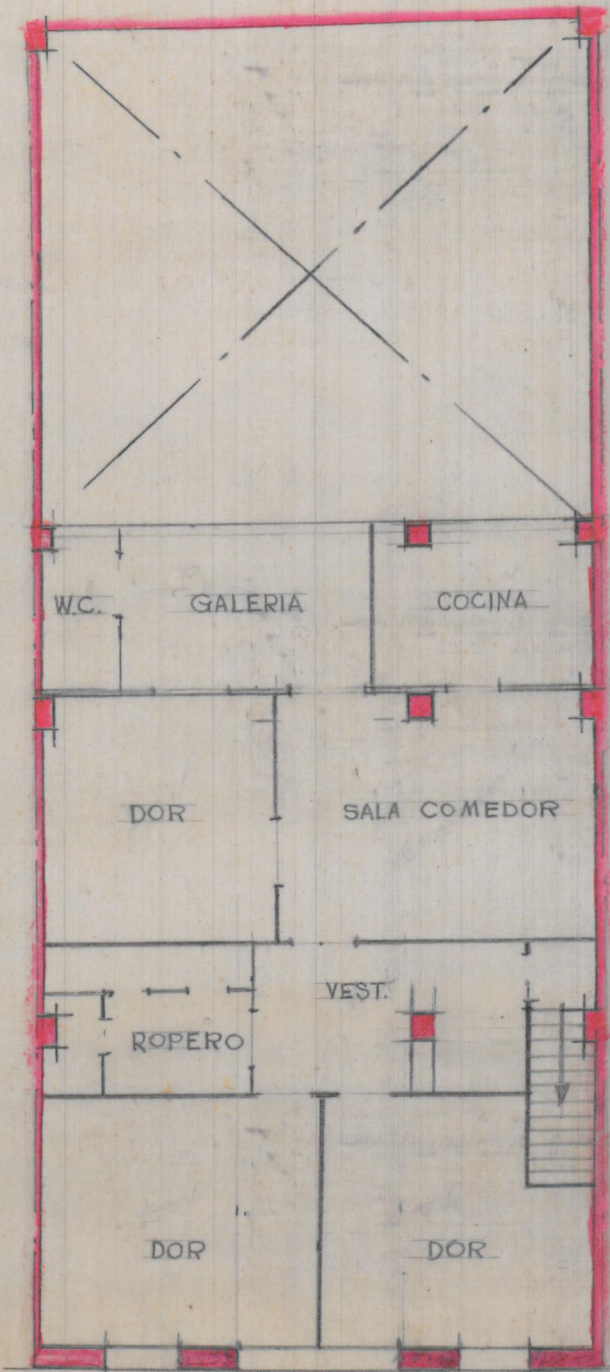 W.C.
GALERIA
COCINA
DOR
SALA COMEDOR
VEST.
ROPERO
DOR
DOR